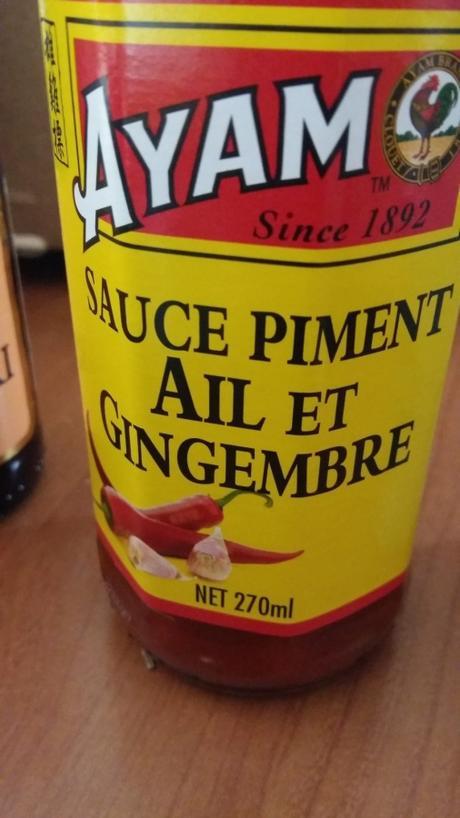 AYAM
TM
Since 1892
SAUCE PIMENT
AIL ET
GINGEMBRE
NET 270ml